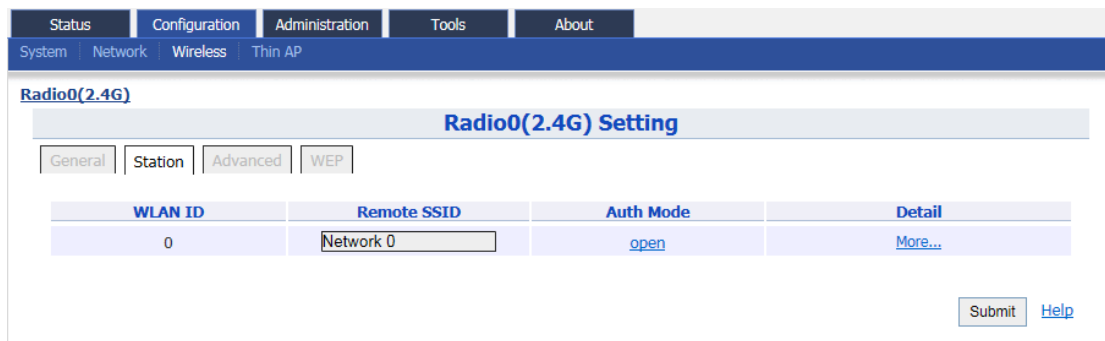 Status Configuration Administration Tools About
System Network Wireless Thin AP
Radio0(2.4G)
Radio0(2.4G) Setting
General Station Advanced WEP
WLAN ID Remote SSID Auth Mode Detail
0 Network 0 open More...
Submit Help